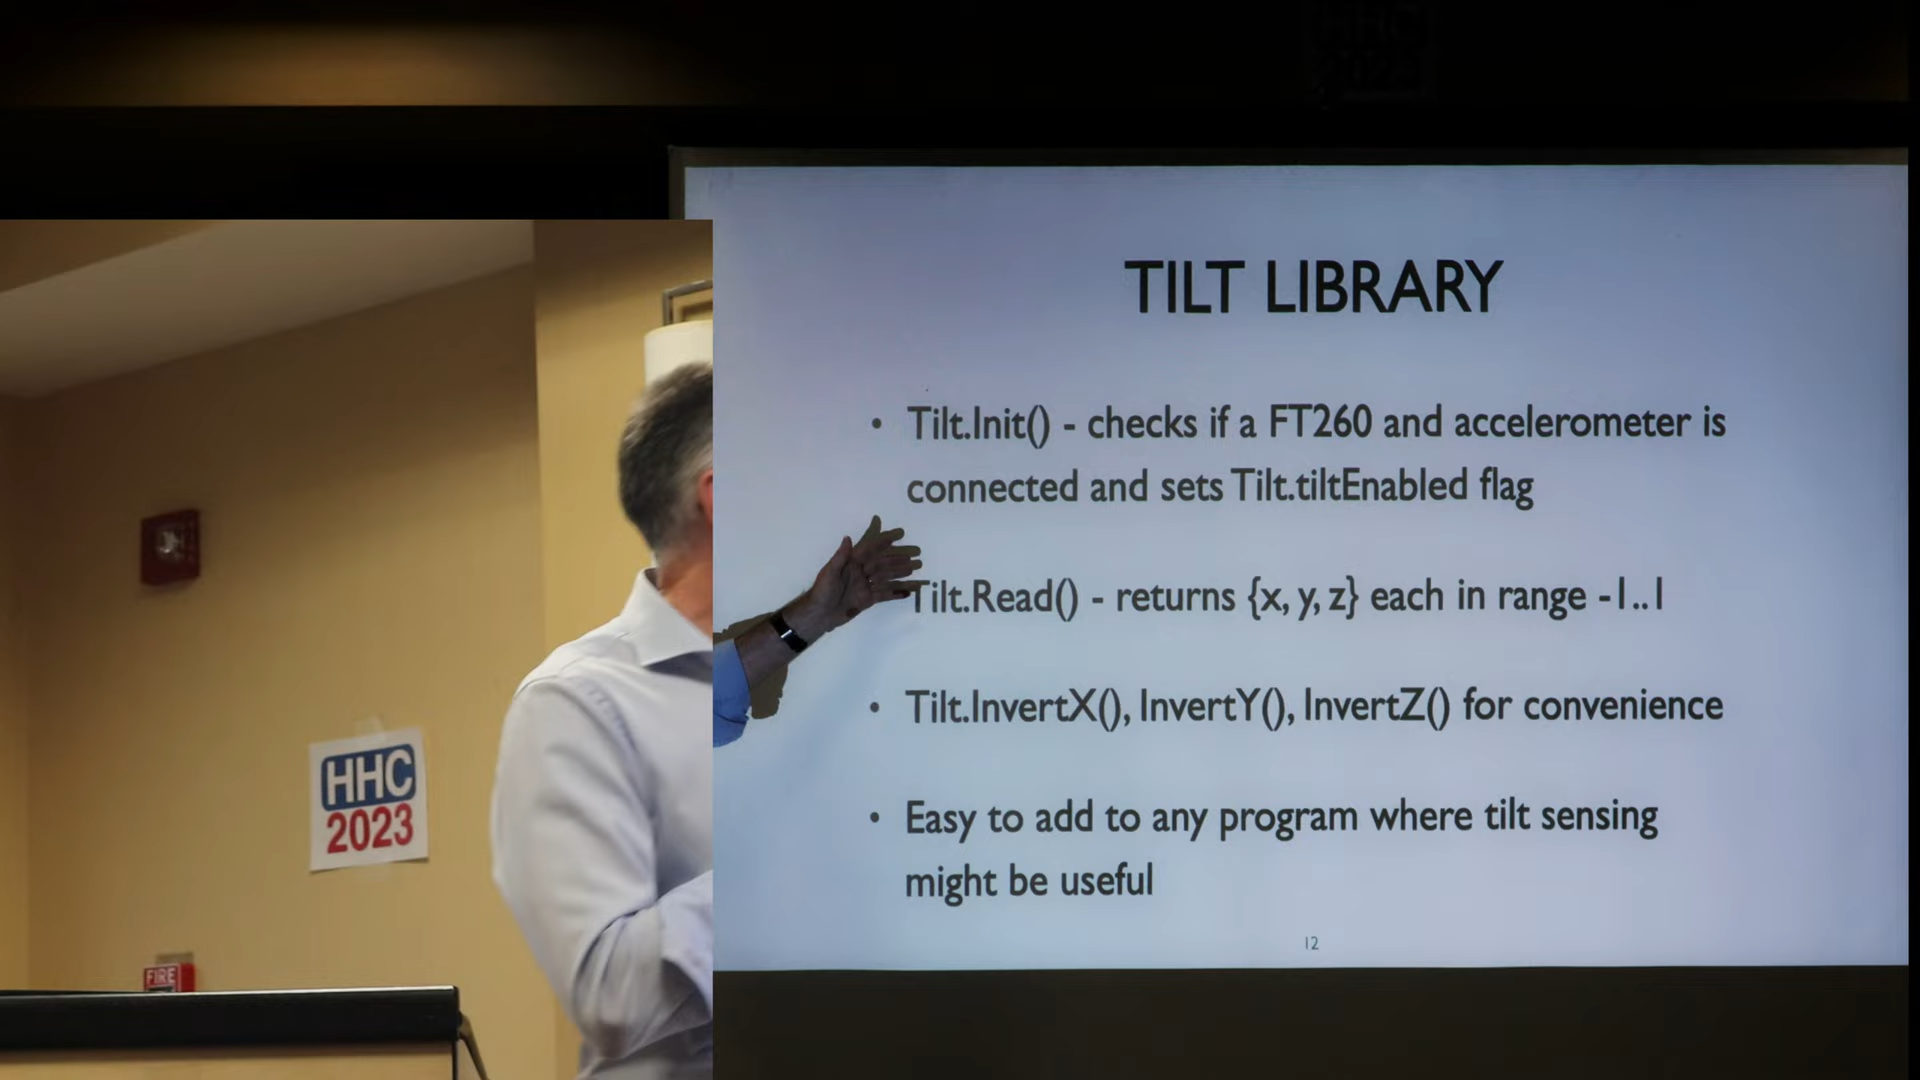 TILT LIBRARY
• Tilt.Init() - checks if a FT260 and accelerometer is
connected and sets Tilt.tiltEnabled flag
Tilt.Read() - returns {x, y, z} each in range -1..1
• Tilt.InvertX(), InvertY(), InvertZ() for convenience
• Easy to add to any program where tilt sensing
might be useful
12
HHC
2023
FIRE